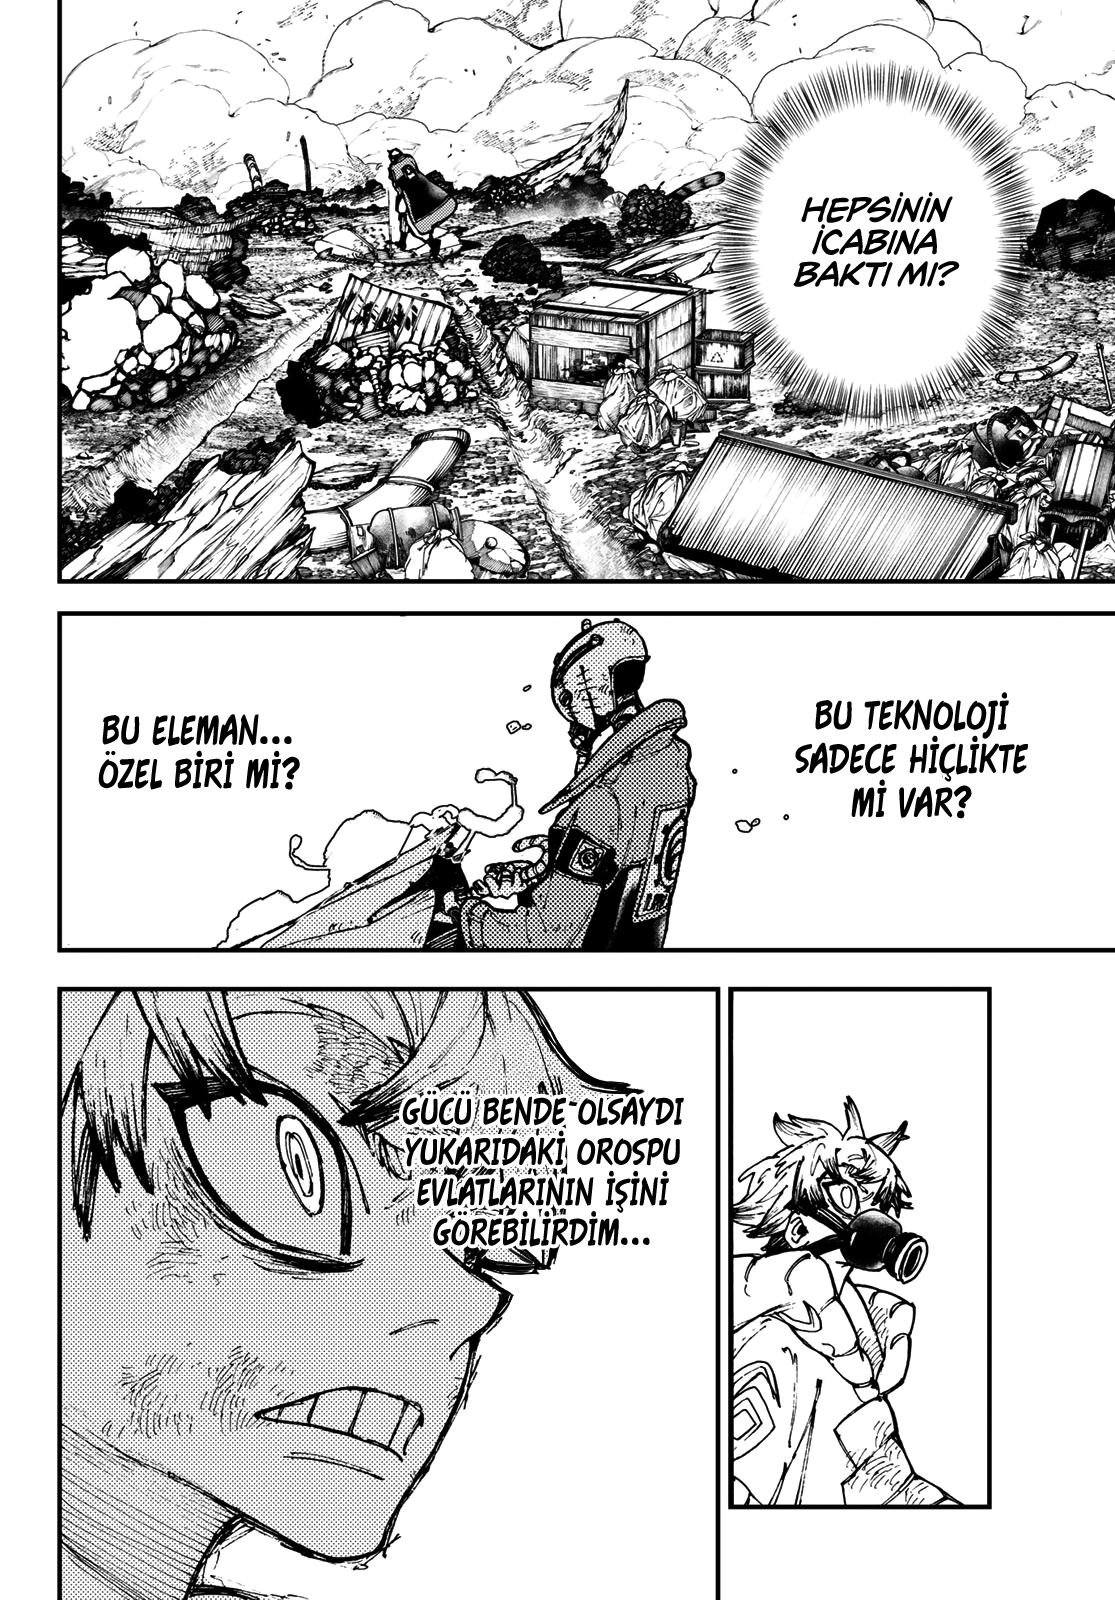 HEPSİNİN
İCABINA
BAKTI MI?
BU TEKNOLOJİ
SADECE HİÇLİKTE
Mİ VAR?
BU ELEMAN...
ÖZEL BİRİ Mİ?
GÜCÜ BENDE OLSAYDI
YUKARIDAKİ OROSPU
EVLATLARININ İŞİNİ
GÖREBİLİRDİM...